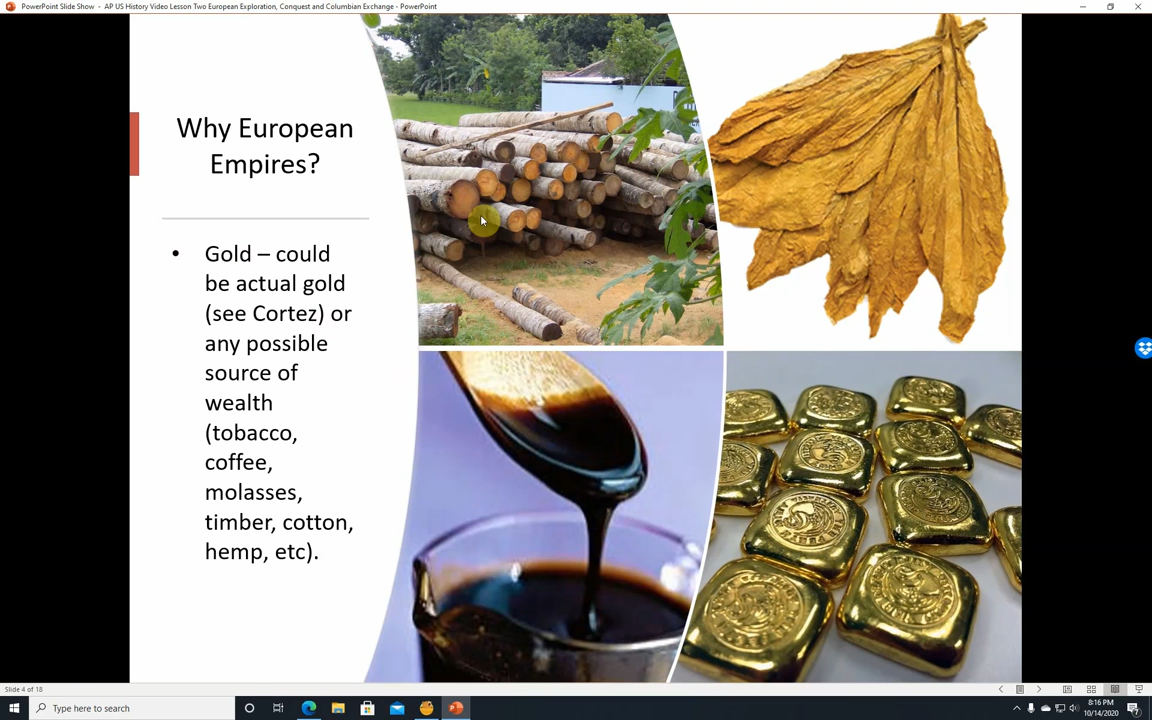 PowerPoint Slide Show - AP US History Video Lesson Two European Exploration, Conquest and Columbian Exchange - PowerPoint
Why European
Empires?
• Gold – could
be actual gold
(see Cortez) or
any possible
source of
wealth
(tobacco,
coffee,
molasses,
timber, cotton,
hemp, etc).
Slide 4 of 18
Type here to search
8:16 PM
10/14/2020
7